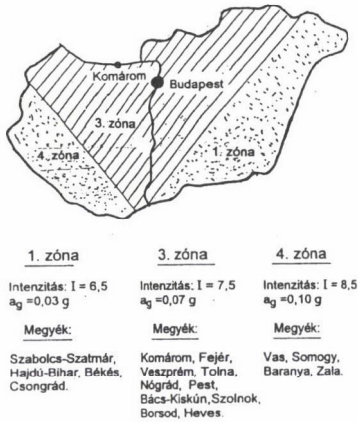 Komárom
Budapest
3. zóna
4. zóna
1. zóna
1. zóna
Intenzitás: I = 6,5
ag =0,03 g
Megyék:
Szabolcs-Szatmár,
Hajdú-Bihar, Békés,
Csongrád.
3. zóna
Intenzitás: I = 7,5
ag =0,07 g
Megyék:
Komárom, Fejér,
Veszprém, Tolna,
Nógrád, Pest,
Bács-Kiskún,Szolnok,
Borsod, Heves.
4. zóna
Intenzitás: I = 8,5
ag =0,10 g
Megyék:
Vas, Somogy,
Baranya, Zala.